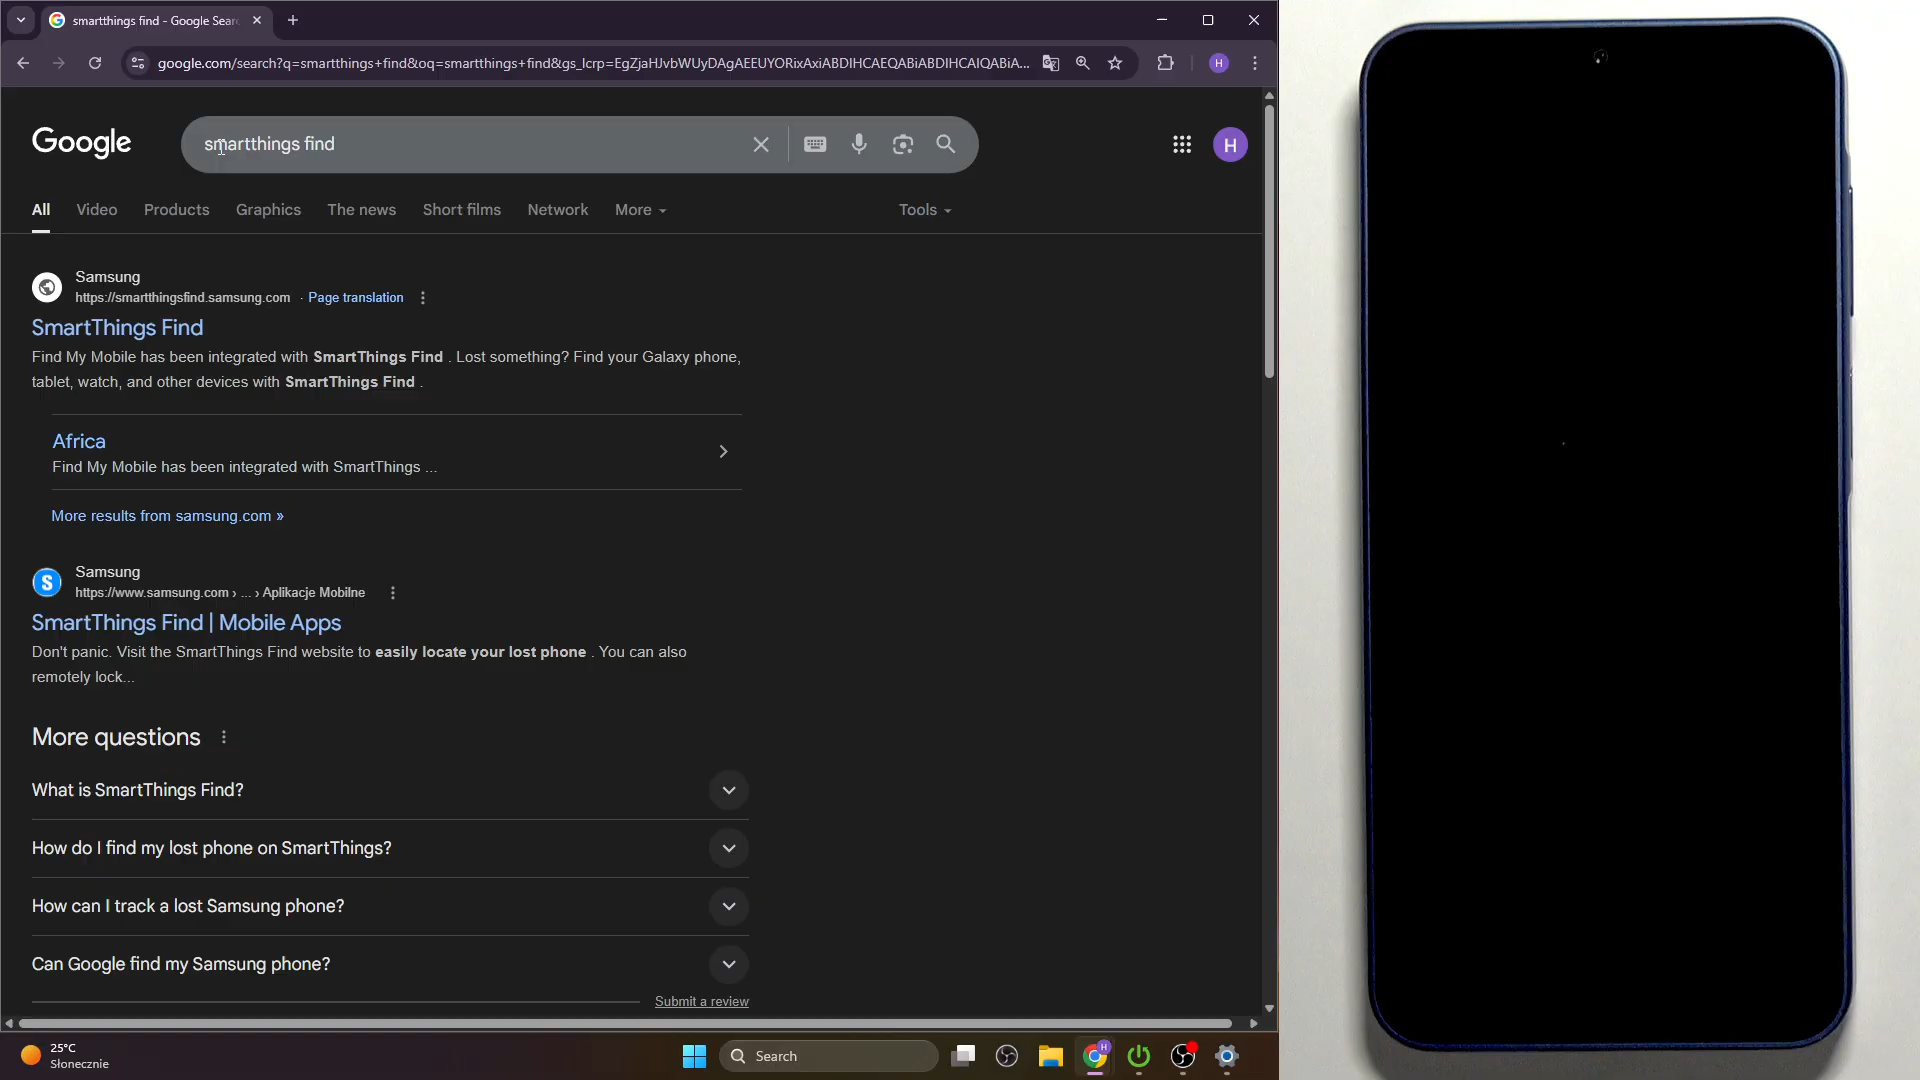 smartthings find - Google Sear
google.com/search?q=smartthings+find&oq=smartthings+find&gs_lcrp=EgZjaHJvbWUyDAgAEEUYORixAxiABDIHCAEQABiABDIHCAIQABiA...
H
Google
smartthings find
H
All
Video
Products
Graphics
The news
Short films
Network
More
Tools
Samsung
https://smartthingsfind.samsung.com · Page translation
SmartThings Find
Find My Mobile has been integrated with SmartThings Find . Lost something? Find your Galaxy phone,
tablet, watch, and other devices with SmartThings Find .
Africa
Find My Mobile has been integrated with SmartThings ...
More results from samsung.com »
S
Samsung
https://www.samsung.com › ... › Aplikacje Mobilne
SmartThings Find | Mobile Apps
Don't panic. Visit the SmartThings Find website to easily locate your lost phone . You can also
remotely lock...
More questions
What is SmartThings Find?
How do I find my lost phone on SmartThings?
How can I track a lost Samsung phone?
Can Google find my Samsung phone?
Submit a review
25°C
Słonecznie
Search
H